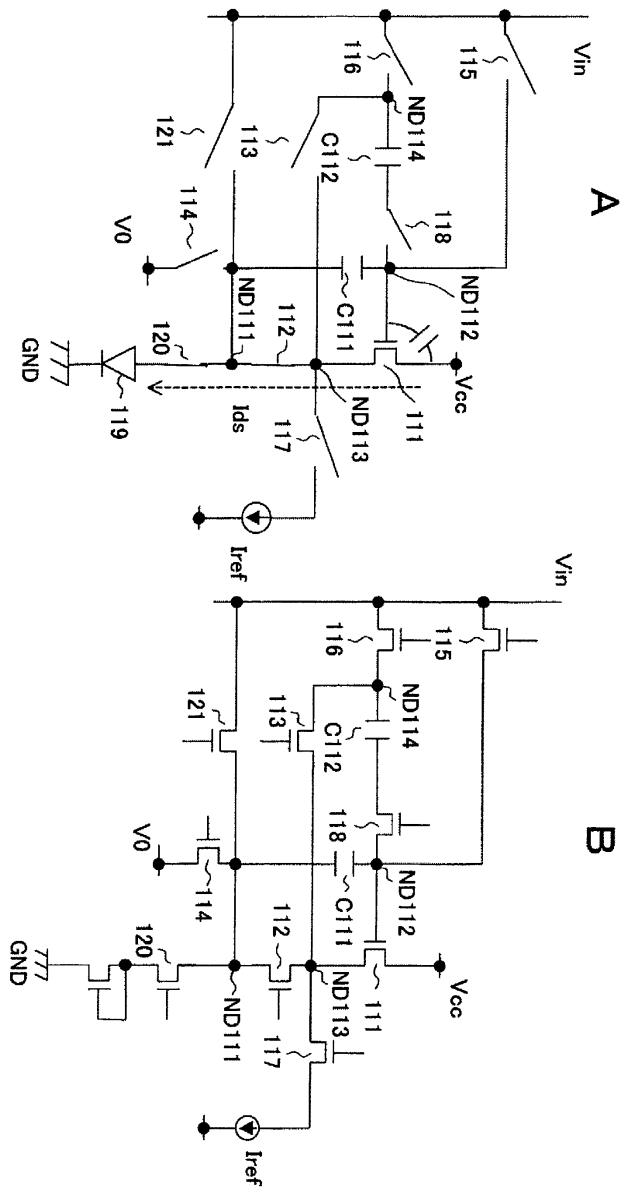 A
Vin
115
116
ND114
C112
118
ND112
113
121
114
V0
C111
ND111
112
Vcc
111
ND113
120
119
GND
Ids
117
Iref
B
Vin
115
116
ND114
C112
118
ND112
113
121
V0
114
C111
112
Vcc
111
ND113
120
ND111
GND
117
Iref